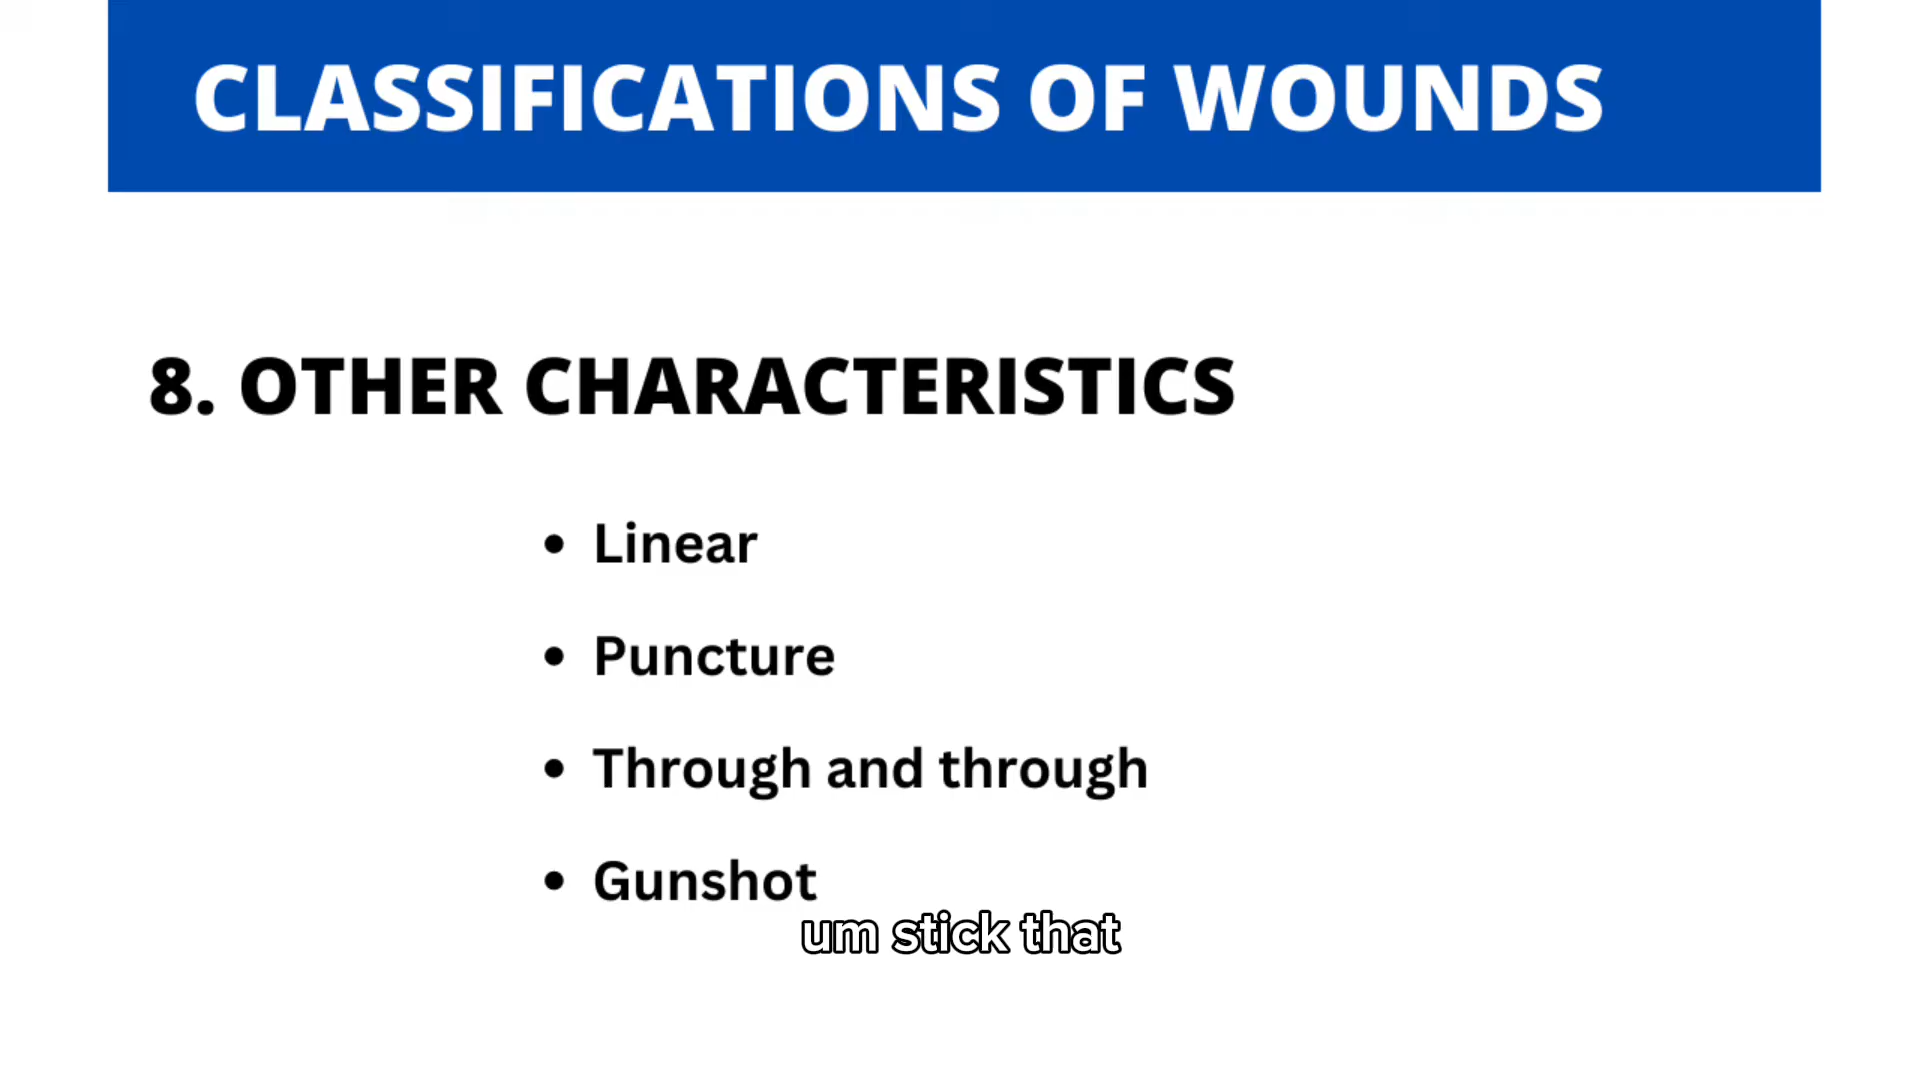 CLASSIFICATIONS OF WOUNDS
8. OTHER CHARACTERISTICS
• Linear
• Puncture
• Through and through
• Gunshot
um stick that